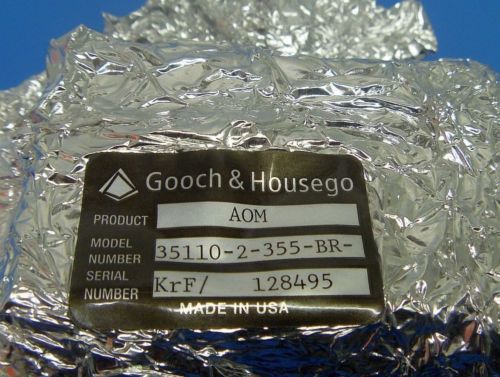 Gooch & Housego
PRODUCT AOM
MODEL NUMBER 35110-2-355-BR-
SERIAL NUMBER KrF/ 128495
MADE IN USA